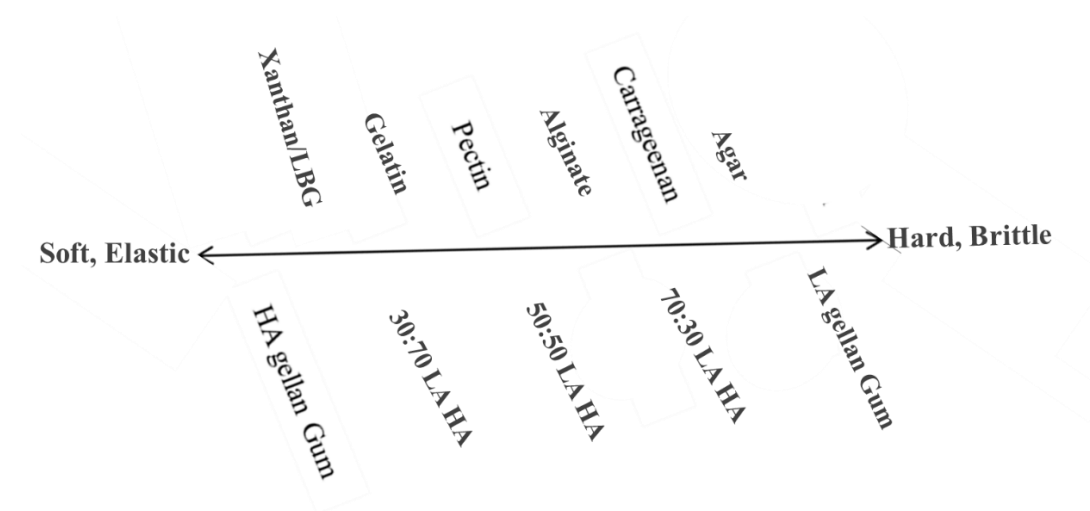 Xanthan/LBG
Gelatin
Pectin
Alginate
Carrageenan
Agar
Soft, Elastic
Hard, Brittle
HA gellan Gum
30:70 LA HA
50:50 LA HA
70:30 LA HA
LA gellan Gum